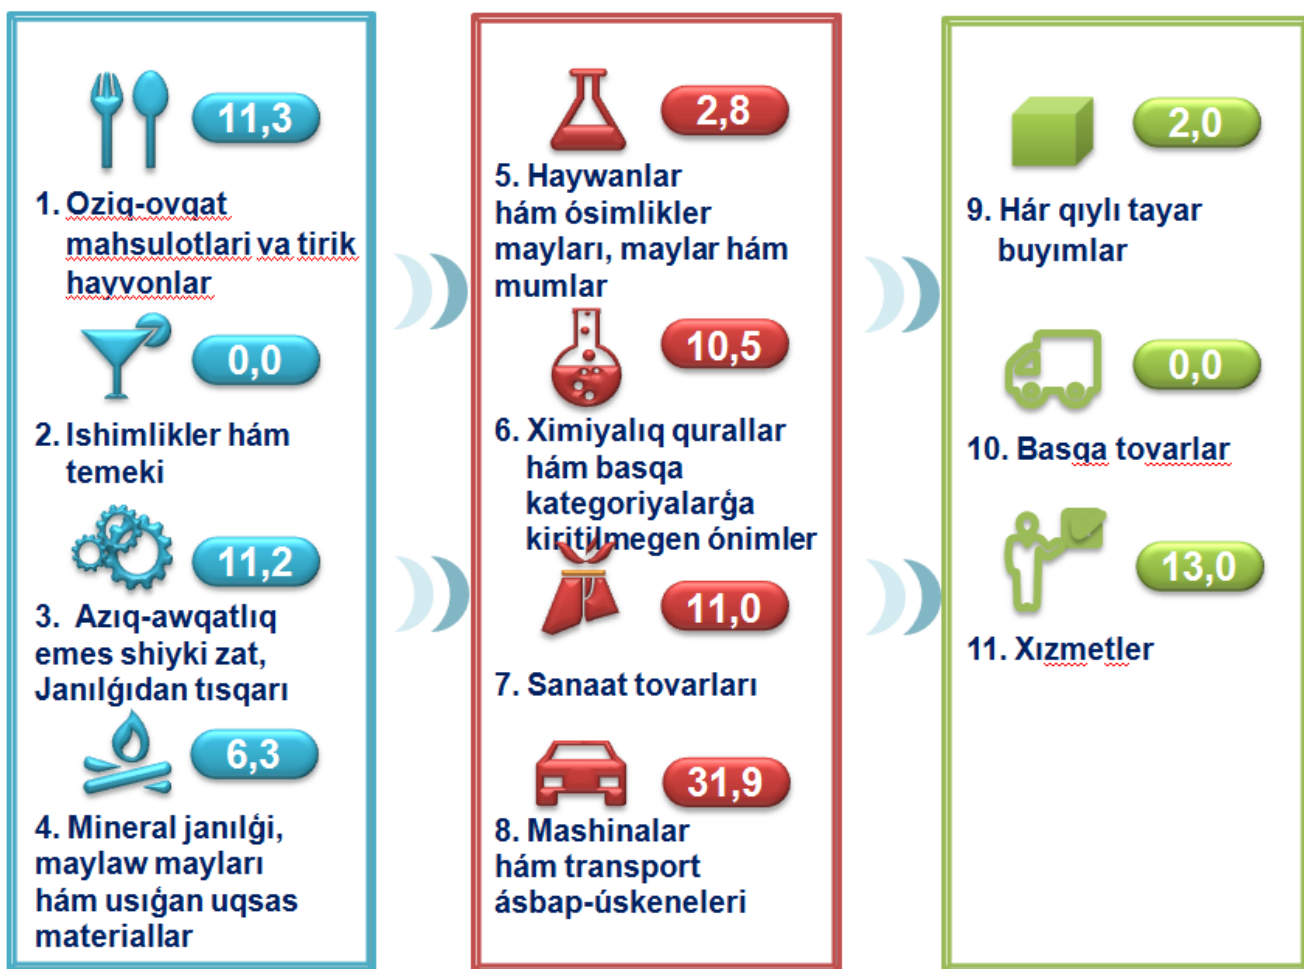 11,3
1. Oziq-ovqat
mahsulotlari va tirik
hayvonlar
0,0
2. Ishimlikler hám
temeki
11,2
3. Azıq-awqatlıq
emes shiyki zat,
Janılǵıdan tısqarı
6,3
4. Mineral janılǵi,
maylaw mayları
hám usıǵan uqsas
materiallar
2,8
5. Haywanlar
hám ósimlikler
mayları, maylar hám
mumlar
10,5
6. Ximiyalıq qurallar
hám basqa
kategoriyalarǵa
kiritilmegen ónimler
11,0
7. Sanaat tovarları
31,9
8. Mashinalar
hám transport
ásbap-úskeneleri
2,0
9. Hár qıylı tayar
buyımlar
0,0
10. Basqa tovarlar
13,0
11. Xızmetler